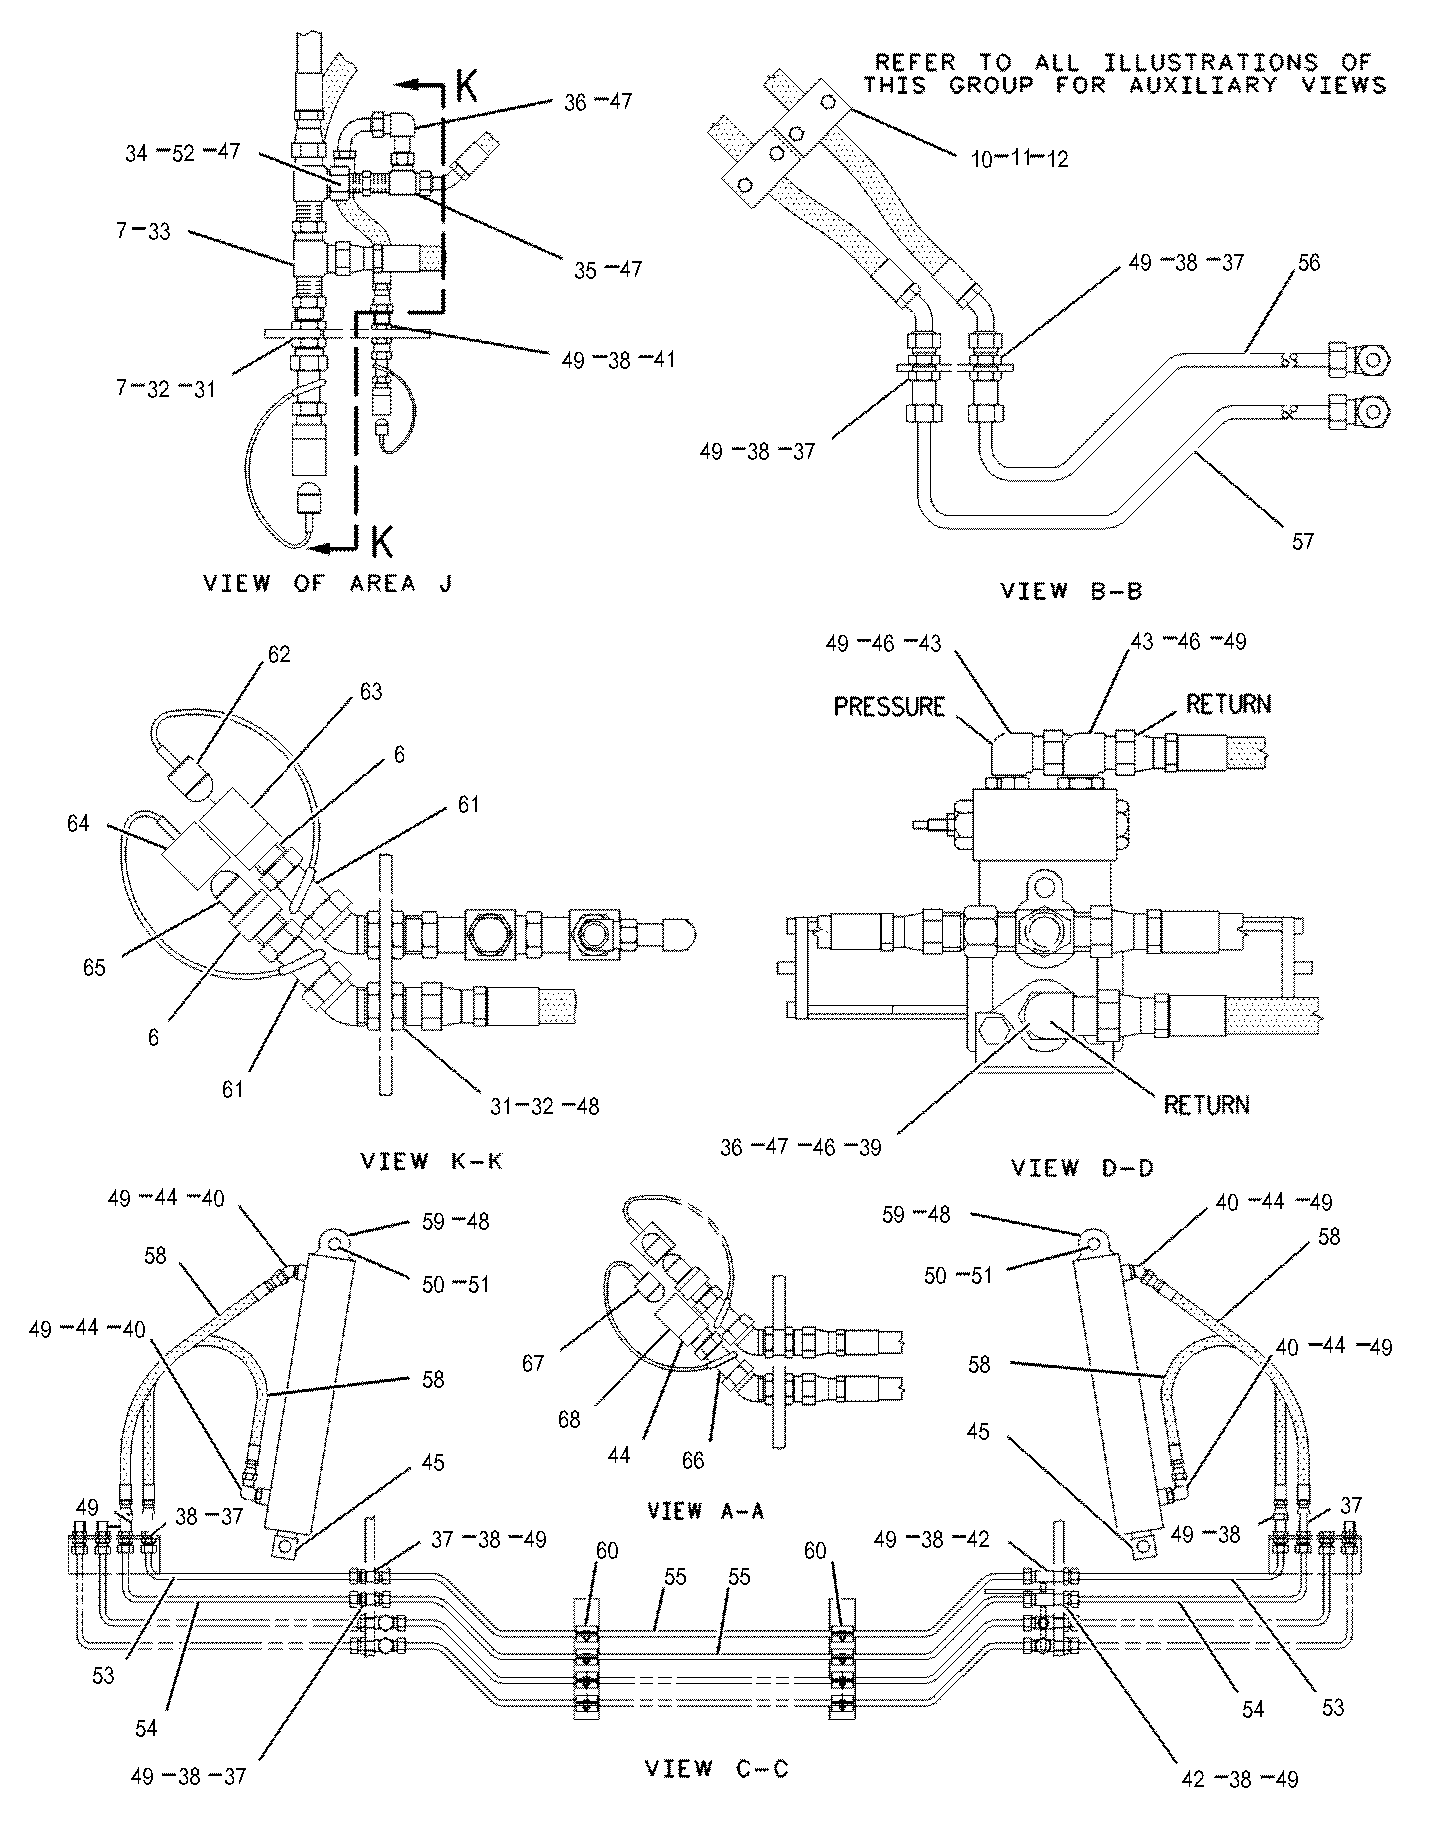 REFER TO ALL ILLUSTRATIONS OF
THIS GROUP FOR AUXILIARY VIEWS
K
36 -47
34 -52 -47
10-11-12
7-33
35 -47
49 -38 -37
56
49 -38 -41
7-32 -31
49 -38 -37
K
57
VIEW OF AREA J
VIEW B-B
62
49 -46 -43
43 -46 -49
63
PRESSURE
RETURN
6
61
64
65
6
61
31-32 -48
RETURN
36 -47 -46 -39
VIEW K-K
VIEW D-D
49 -44 -40
59 -48
58
50 -51
49 -44 -40
58
45
49
38 -37
37 -38 -49
67
68
44
66
VIEW A-A
59 -48
40 -44 -49
58
50 -51
40 -44 -49
58
45
37
49 -38
49 -38 -42
60
55
55
60
53
54
54
53
49 -38 -37
42 -38 -49
VIEW C-C